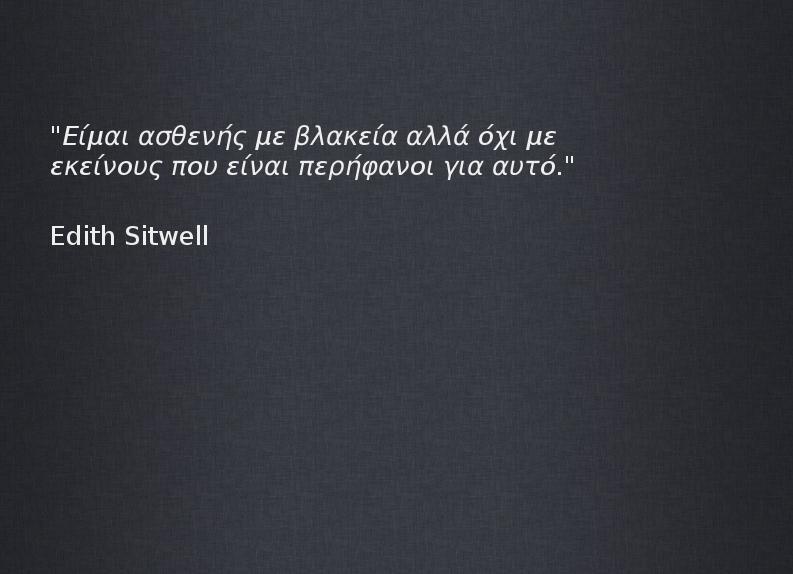 "Είμαι ασθενής με βλακεία αλλά όχι με
εκείνους που είναι περήφανοι για αυτό."
Edith Sitwell